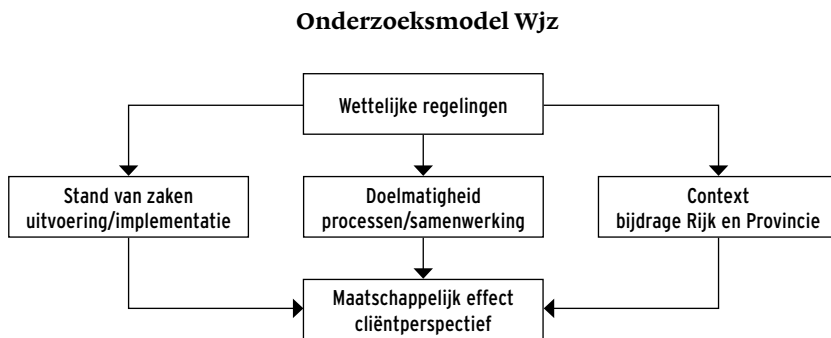 Onderzoeksmodel Wjz
Wettelijke regelingen
Stand van zaken
uitvoering/implementatie
Doelmatigheid
processen/samenwerking
Context
bijdrage Rijk en Provincie
Maatschappelijk effect
cliëntperspectief